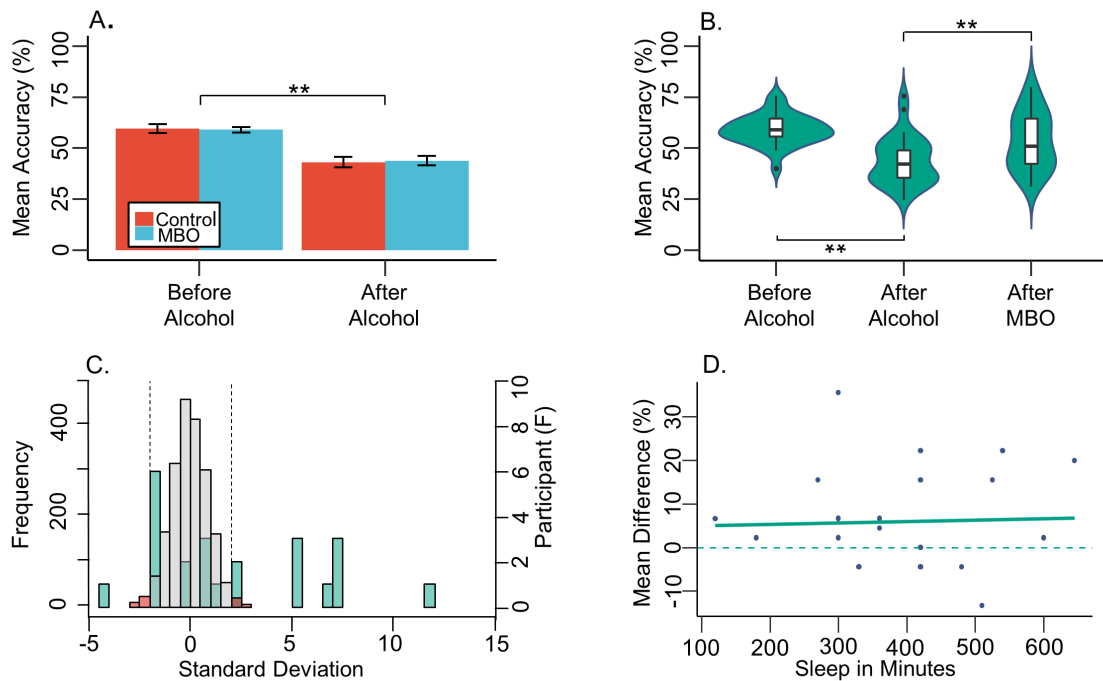 A.
Mean Accuracy (%)
100
75
50
25
0
**
Control
MBO
Before
Alcohol
After
Alcohol
B.
Mean Accuracy (%)
100
75
50
25
0
**
**
Before
Alcohol
After
Alcohol
After
MBO
C.
Frequency
400
200
0
Participant (F)
10
8
6
4
2
0
-5
0
5
10
15
Standard Deviation
D.
Mean Difference (%)
30
20
10
0
-10
100
200
300
400
500
600
Sleep in Minutes